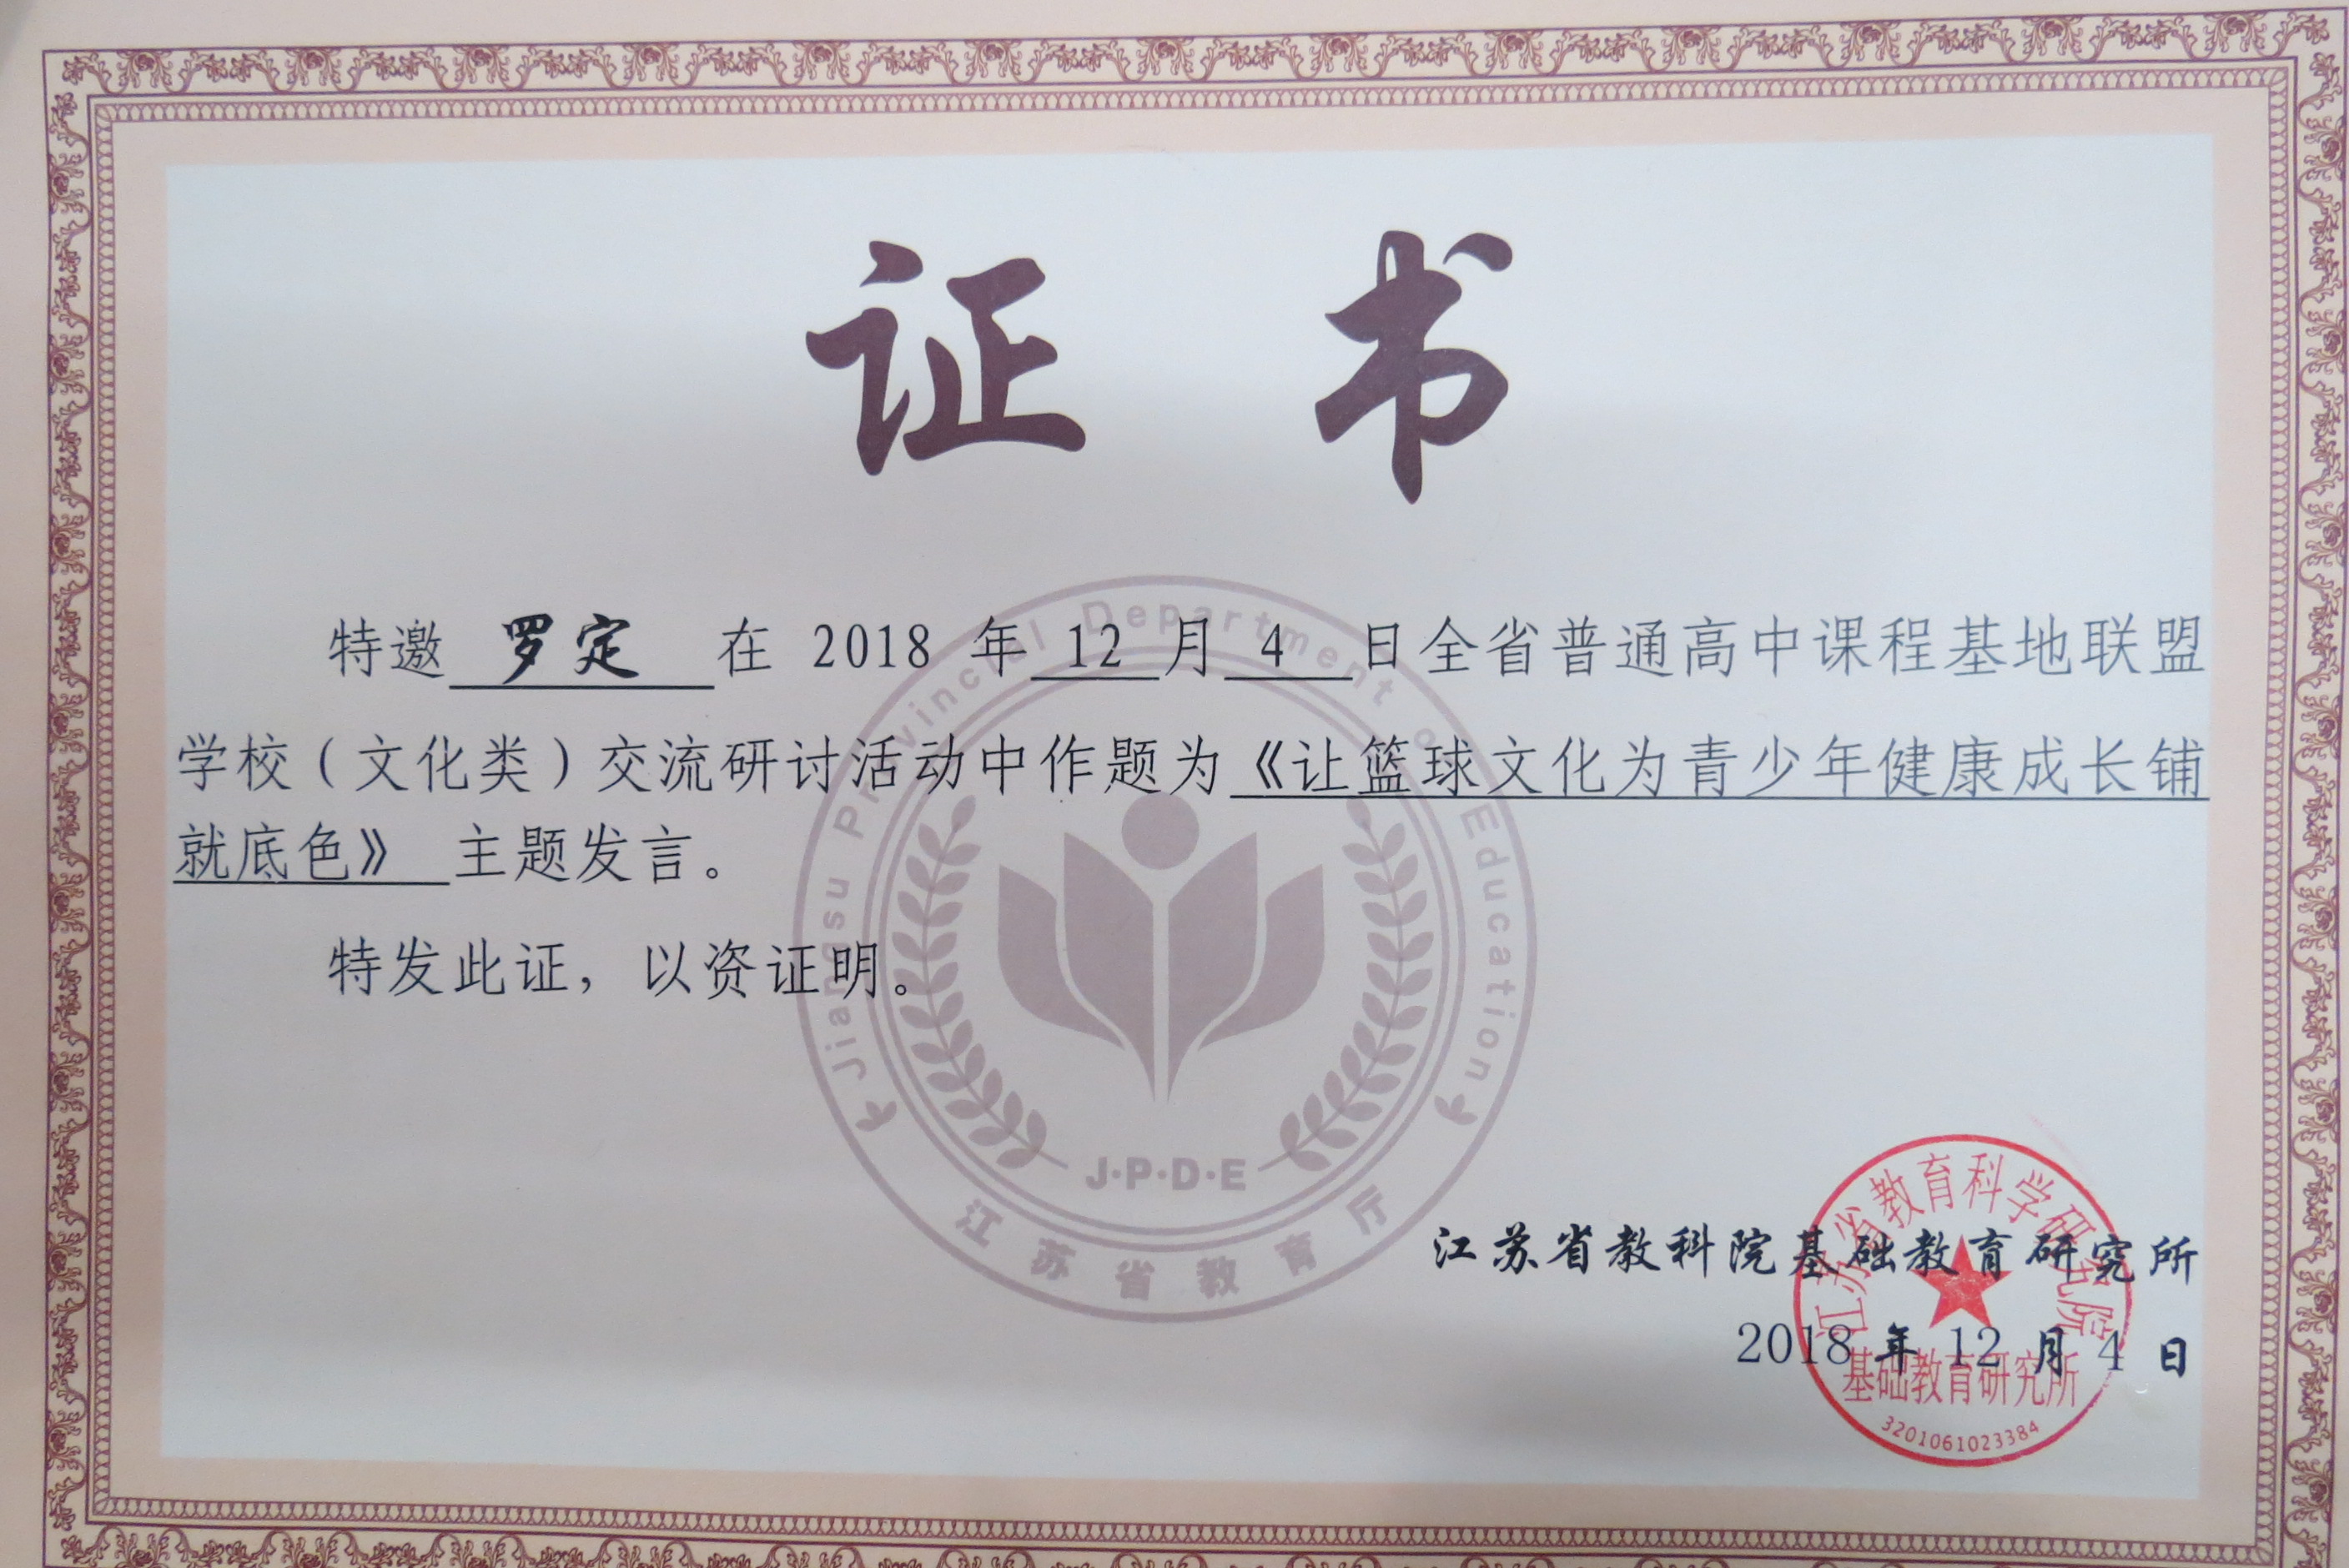 证 书
特邀 罗定 在 2018 年 12 月 4 日全省普通高中课程基地联盟
学校（文化类）交流研讨活动中作题为《让篮球文化为青少年健康成长铺
就底色》 主题发言。
特发此证，以资证明。
Jiangsu Provincial Department of Education
J·P·D·E
江苏省教育厅
江苏省教科院基础教育研究所
2018 年 12 月 4 日
江苏省教育科学研究院
基础教育研究所
3201061023384